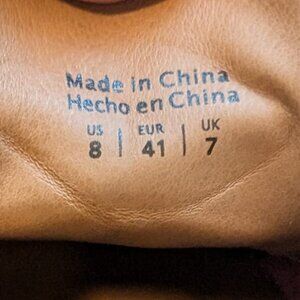 Made in China
Hecho en China
US | EUR | UK
8 | 41 | 7